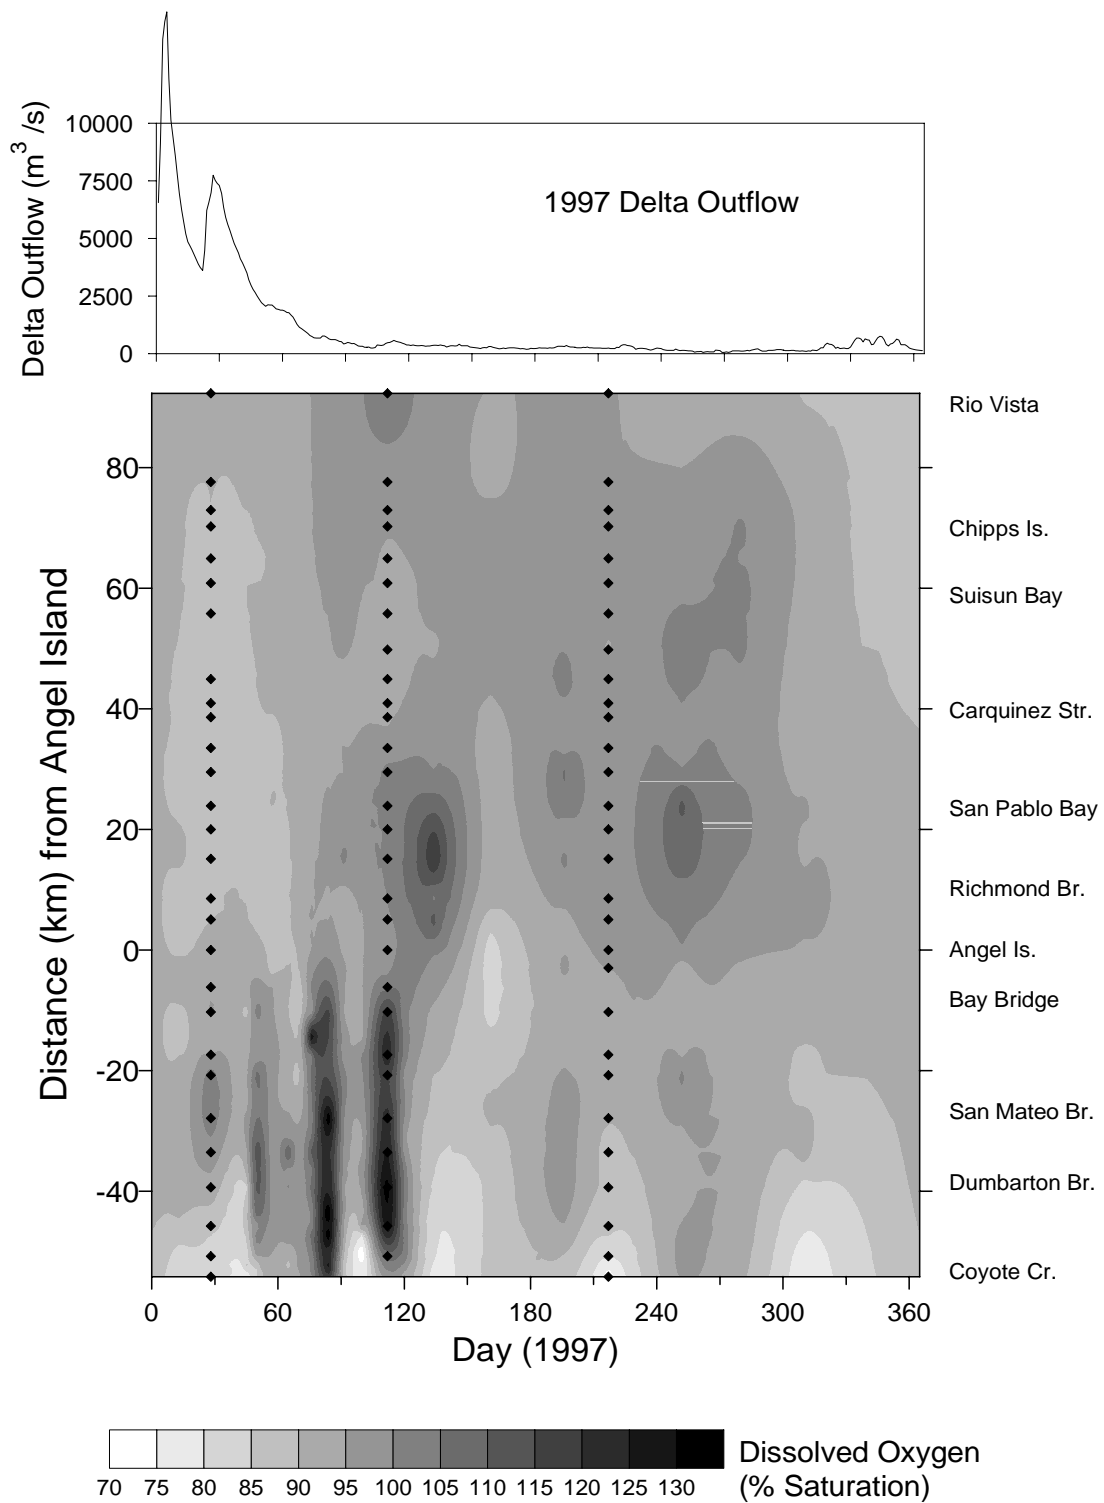 Delta Outflow (m3 /s)
10000
7500
5000
2500
0
1997 Delta Outflow
Distance (km) from Angel Island
80
60
40
20
0
-20
-40
Rio Vista
Chipps Is.
Suisun Bay
Carquinez Str.
San Pablo Bay
Richmond Br.
Angel Is.
Bay Bridge
San Mateo Br.
Dumbarton Br.
Coyote Cr.
0 60 120 180 240 300 360
Day (1997)
70 75 80 85 90 95 100 105 110 115 120 125 130
Dissolved Oxygen
(% Saturation)